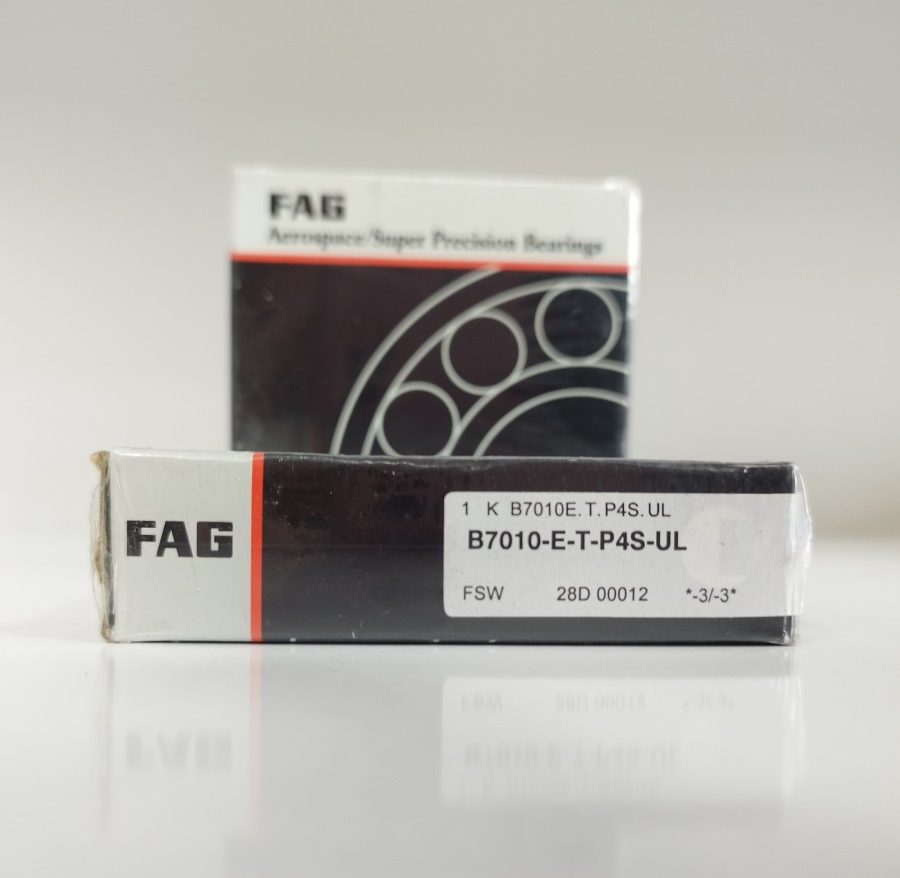 FAG
Aerospace/Super Precision Bearings
FAG
1 K B7010E.T.P4S.UL
B7010-E-T-P4S-UL
FSW 28D 00012 *-3/-3*